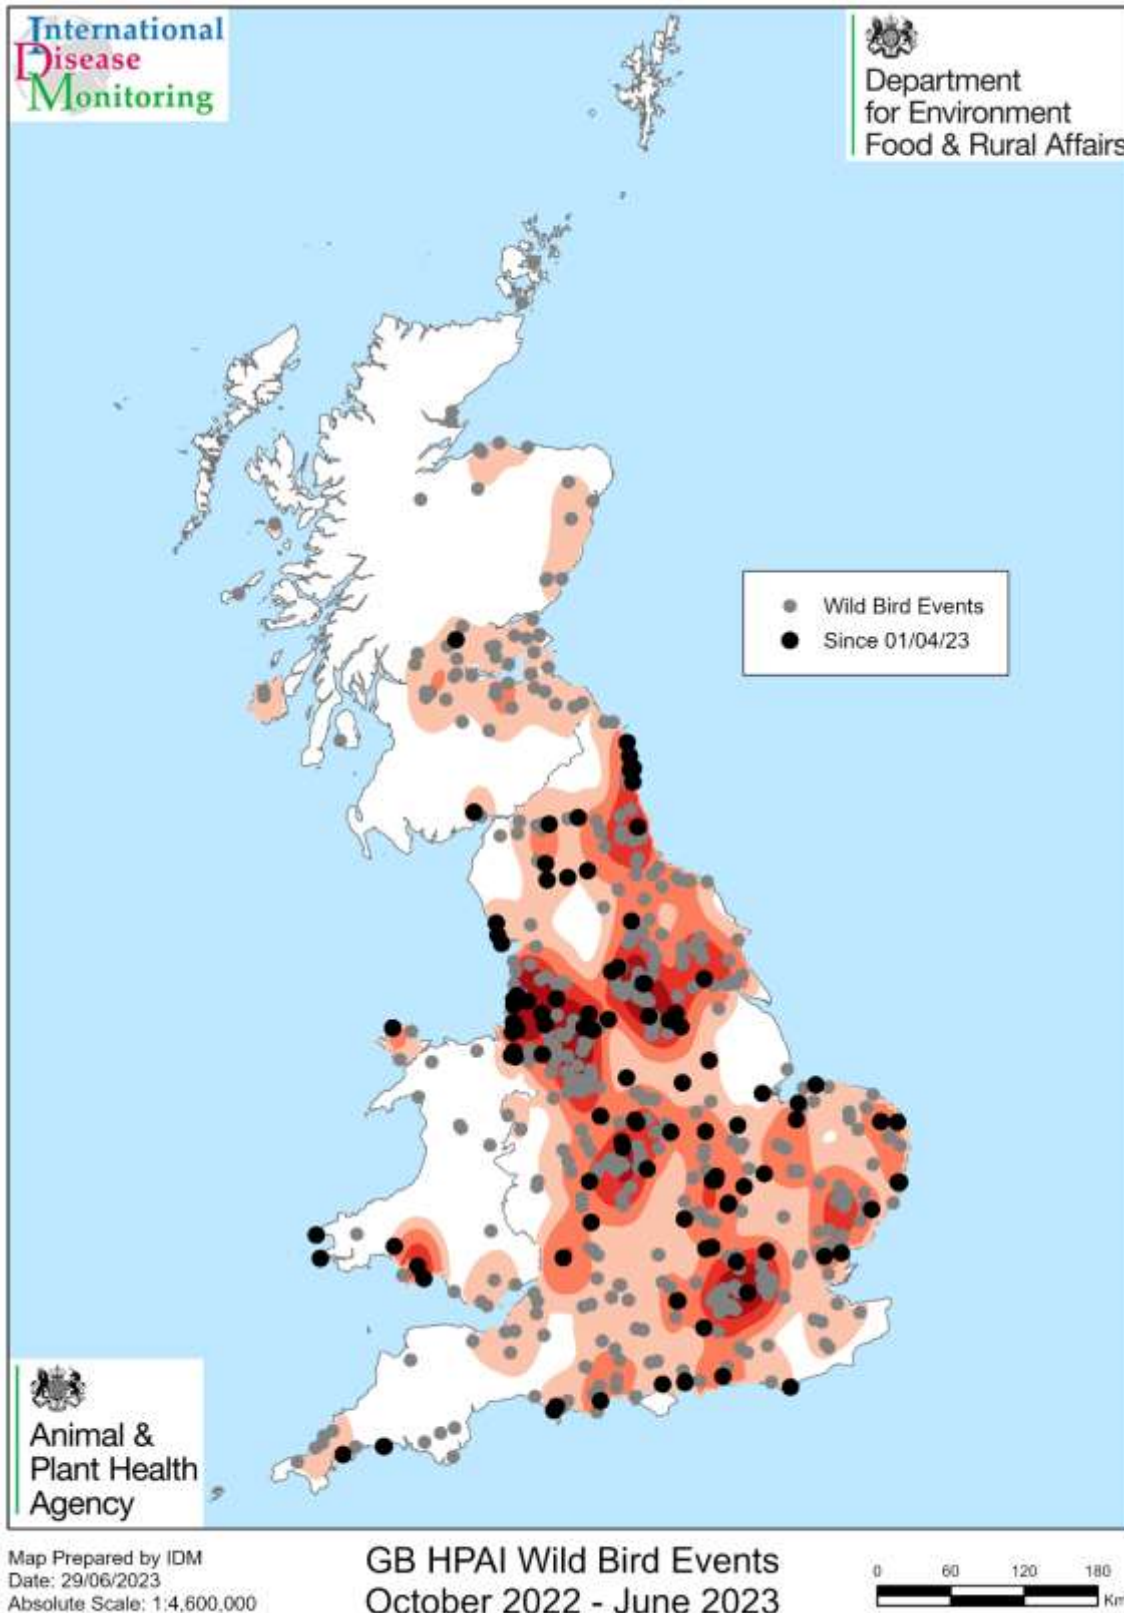 International
Disease
Monitoring
Department
for Environment
Food & Rural Affairs
Wild Bird Events
Since 01/04/23
Animal &
Plant Health
Agency
Map Prepared by IDM
Date: 29/06/2023
Absolute Scale: 1:4,600,000
GB HPAI Wild Bird Events
October 2022 - June 2023
0 60 120 180
Km